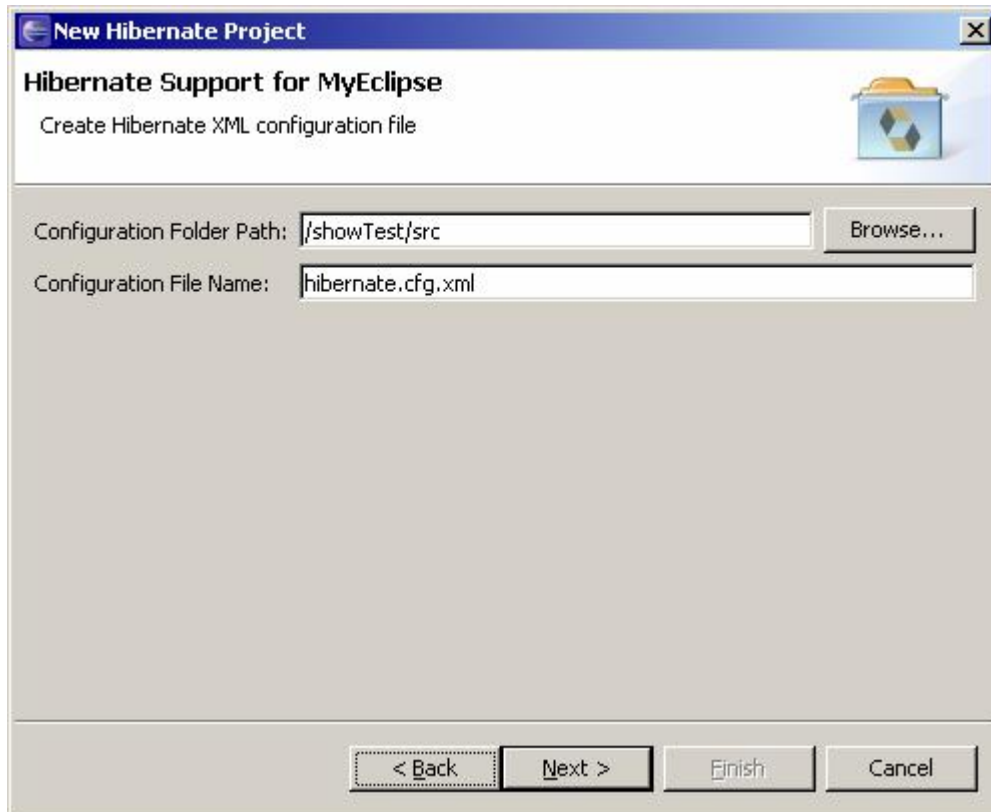 New Hibernate Project
Hibernate Support for MyEclipse
Create Hibernate XML configuration file
Configuration Folder Path: /showTest/src Browse...
Configuration File Name: hibernate.cfg.xml
< Back Next > Finish Cancel